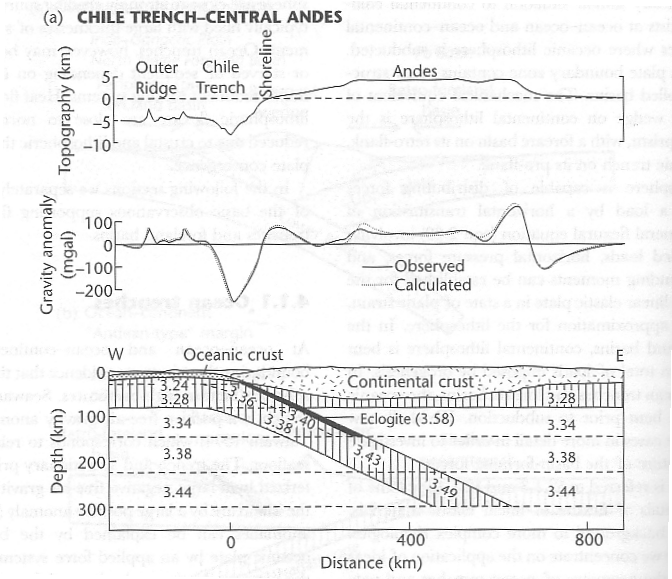 (a) CHILE TRENCH–CENTRAL ANDES
Topography (km)
5
0
-5
-10
Outer
Ridge
Chile
Trench
Shoreline
Andes
Gravity anomaly
(mgal)
100
0
-100
-200
Observed
Calculated
W
Oceanic crust
E
Continental crust
Eclogite (3.58)
Depth (km)
0
100
200
300
3.24
3.28
3.34
3.38
3.44
3.36
3.40
3.38
3.43
3.49
3.28
3.34
3.38
3.44
0
400
800
Distance (km)